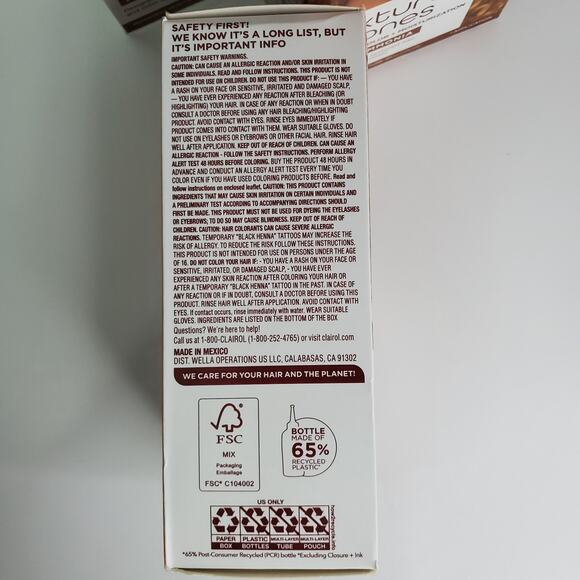 SAFETY FIRST!
WE KNOW IT'S A LONG LIST, BUT
IT'S IMPORTANT INFO
IMPORTANT SAFETY WARNINGS.
CAUTION: CAN CAUSE AN ALLERGIC REACTION AND/OR SKIN IRRITATION IN
SOME INDIVIDUALS. READ AND FOLLOW INSTRUCTIONS. THIS PRODUCT IS NOT
INTENDED FOR USE ON CHILDREN. DO NOT USE THIS PRODUCT IF: — YOU HAVE
A RASH ON YOUR FACE OR SENSITIVE, IRRITATED AND DAMAGED SCALP,
— YOU HAVE EVER EXPERIENCED ANY REACTION AFTER BLEACHING (OR
HIGHLIGHTING) YOUR HAIR. IN CASE OF ANY REACTION OR WHEN IN DOUBT
CONSULT A DOCTOR BEFORE USING ANY HAIR BLEACHING/HIGHLIGHTING
PRODUCT. AVOID CONTACT WITH EYES. RINSE EYES IMMEDIATELY IF
PRODUCT COMES INTO CONTACT WITH THEM. WEAR SUITABLE GLOVES. DO
NOT USE ON EYELASHES OR EYEBROWS OR OTHER FACIAL HAIR. RINSE HAIR
WELL AFTER APPLICATION. KEEP OUT OF REACH OF CHILDREN. CAN CAUSE AN
ALLERGIC REACTION - FOLLOW THE SAFETY INSTRUCTIONS. PERFORM ALLERGY
ALERT TEST 48 HOURS BEFORE COLORING. BUY THE PRODUCT 48 HOURS IN
ADVANCE AND CONDUCT AN ALLERGY ALERT TEST EVERY TIME YOU
COLOR EVEN IF YOU HAVE USED COLORING PRODUCTS BEFORE. Read and
follow instructions on enclosed leaflet. CAUTION: THIS PRODUCT CONTAINS
INGREDIENTS THAT MAY CAUSE SKIN IRRITATION ON CERTAIN INDIVIDUALS AND
A PRELIMINARY TEST ACCORDING TO ACCOMPANYING DIRECTIONS SHOULD
FIRST BE MADE. THIS PRODUCT MUST NOT BE USED FOR DYEING THE EYELASHES
OR EYEBROWS; TO DO SO MAY CAUSE BLINDNESS. KEEP OUT OF REACH OF
CHILDREN. CAUTION: HAIR COLORANTS CAN CAUSE SEVERE ALLERGIC
REACTIONS. TEMPORARY "BLACK HENNA" TATTOOS MAY INCREASE THE
RISK OF ALLERGY. TO REDUCE THE RISK FOLLOW THESE INSTRUCTIONS.
THIS PRODUCT IS NOT INTENDED FOR USE ON PERSONS UNDER THE AGE
OF 16. DO NOT COLOR YOUR HAIR IF: - YOU HAVE A RASH ON YOUR FACE OR
SENSITIVE, IRRITATED, OR DAMAGED SCALP, - YOU HAVE EVER
EXPERIENCED ANY SKIN REACTION AFTER COLORING YOUR HAIR OR
AFTER A TEMPORARY "BLACK HENNA" TATTOO IN THE PAST. IN CASE OF
ANY REACTION OR IF IN DOUBT, CONSULT A DOCTOR BEFORE USING THIS
PRODUCT. RINSE HAIR WELL AFTER APPLICATION. AVOID CONTACT WITH
EYES. If contact occurs, rinse immediately with water. WEAR SUITABLE
GLOVES. INGREDIENTS ARE LISTED ON THE BOTTOM OF THE BOX
Questions? We're here to help!
Call us at 1-800-CLAIROL (1-800-252-4765) or visit clairol.com
MADE IN MEXICO
DIST. WELLA OPERATIONS US LLC, CALABASAS, CA 91302
WE CARE FOR YOUR HAIR AND THE PLANET!
FSC
MIX
Packaging
Emballage
FSC® C104002
BOTTLE
MADE OF
65%
RECYCLED
PLASTIC*
US ONLY
PAPER PLASTIC MULTI-LAYER MULTI-LAYER
BOX BOTTLES TUBE POUCH
how2recycle.info
*65% Post-Consumer Recycled (PCR) bottle *Excluding Closure + Ink